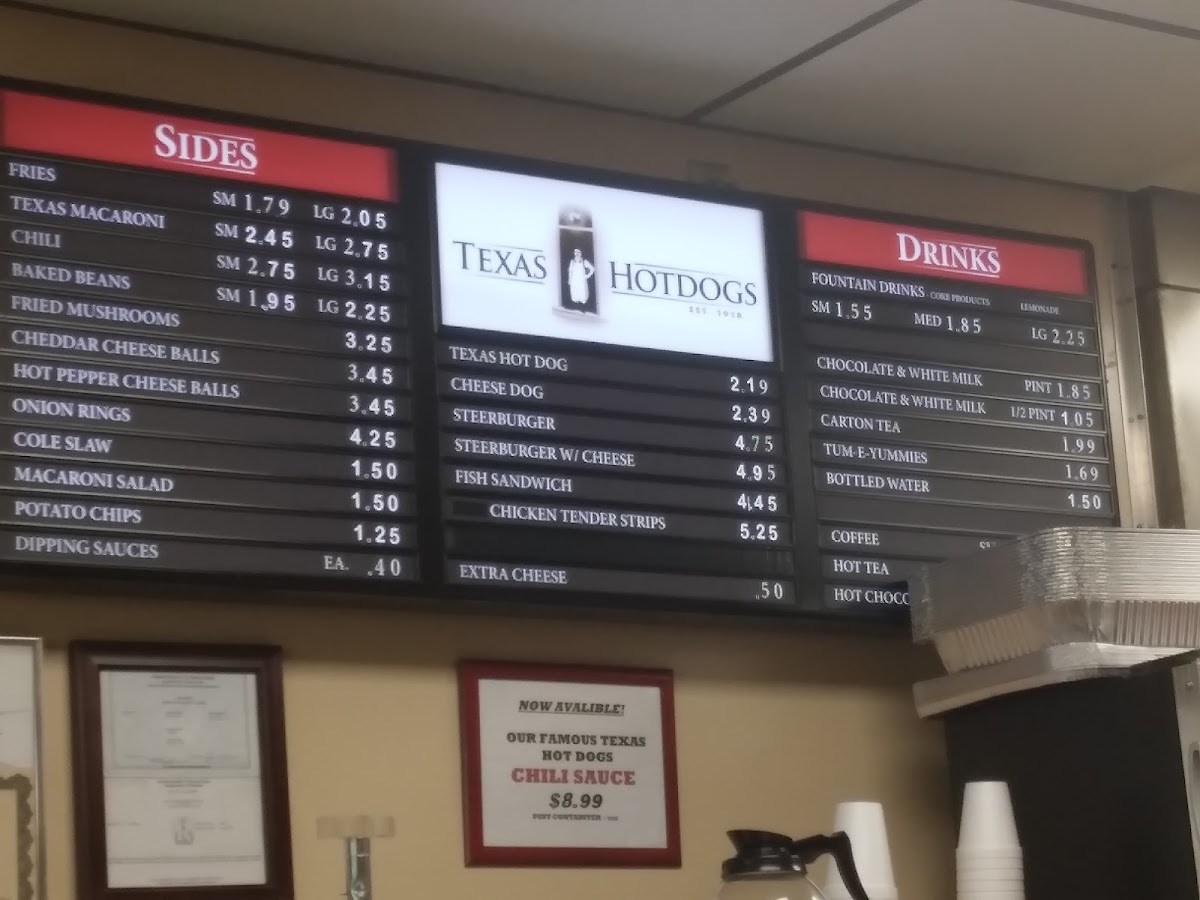 SIDES
FRIES SM 1.79 LG 2.05
TEXAS MACARONI SM 2.45 LG 2.75
CHILI SM 2.75 LG 3.15
BAKED BEANS SM 1.95 LG 2.25
FRIED MUSHROOMS 3.25
CHEDDAR CHEESE BALLS 3.45
HOT PEPPER CHEESE BALLS 3.45
ONION RINGS 4.25
COLE SLAW 1.50
MACARONI SALAD 1.50
POTATO CHIPS 1.25
DIPPING SAUCES EA. .40
TEXAS HOTDOGS
EST. 1918
TEXAS HOT DOG 2.19
CHEESE DOG 2.39
STEERBURGER 4.75
STEERBURGER W/ CHEESE 4.95
FISH SANDWICH 4.45
CHICKEN TENDER STRIPS 5.25
EXTRA CHEESE .50
DRINKS
FOUNTAIN DRINKS - COKE PRODUCTS LEMONADE
SM 1.55 MED 1.85 LG 2.25
CHOCOLATE & WHITE MILK PINT 1.85
CHOCOLATE & WHITE MILK 1/2 PINT 1.05
CARTON TEA 1.99
TUM-E-YUMMIES 1.69
BOTTLED WATER 1.50
COFFEE
HOT TEA
HOT CHOCO
NOW AVALIBLE!
OUR FAMOUS TEXAS
HOT DOGS
CHILI SAUCE
$8.99